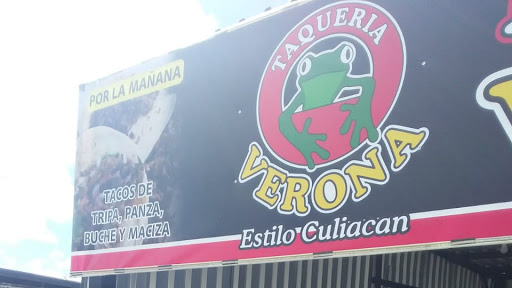 POR LA MAÑANA
TACOS DE
TRIPA, PANZA,
BUCHE Y MACIZA
TAQUERIA
VERONA
Estilo Culiacan